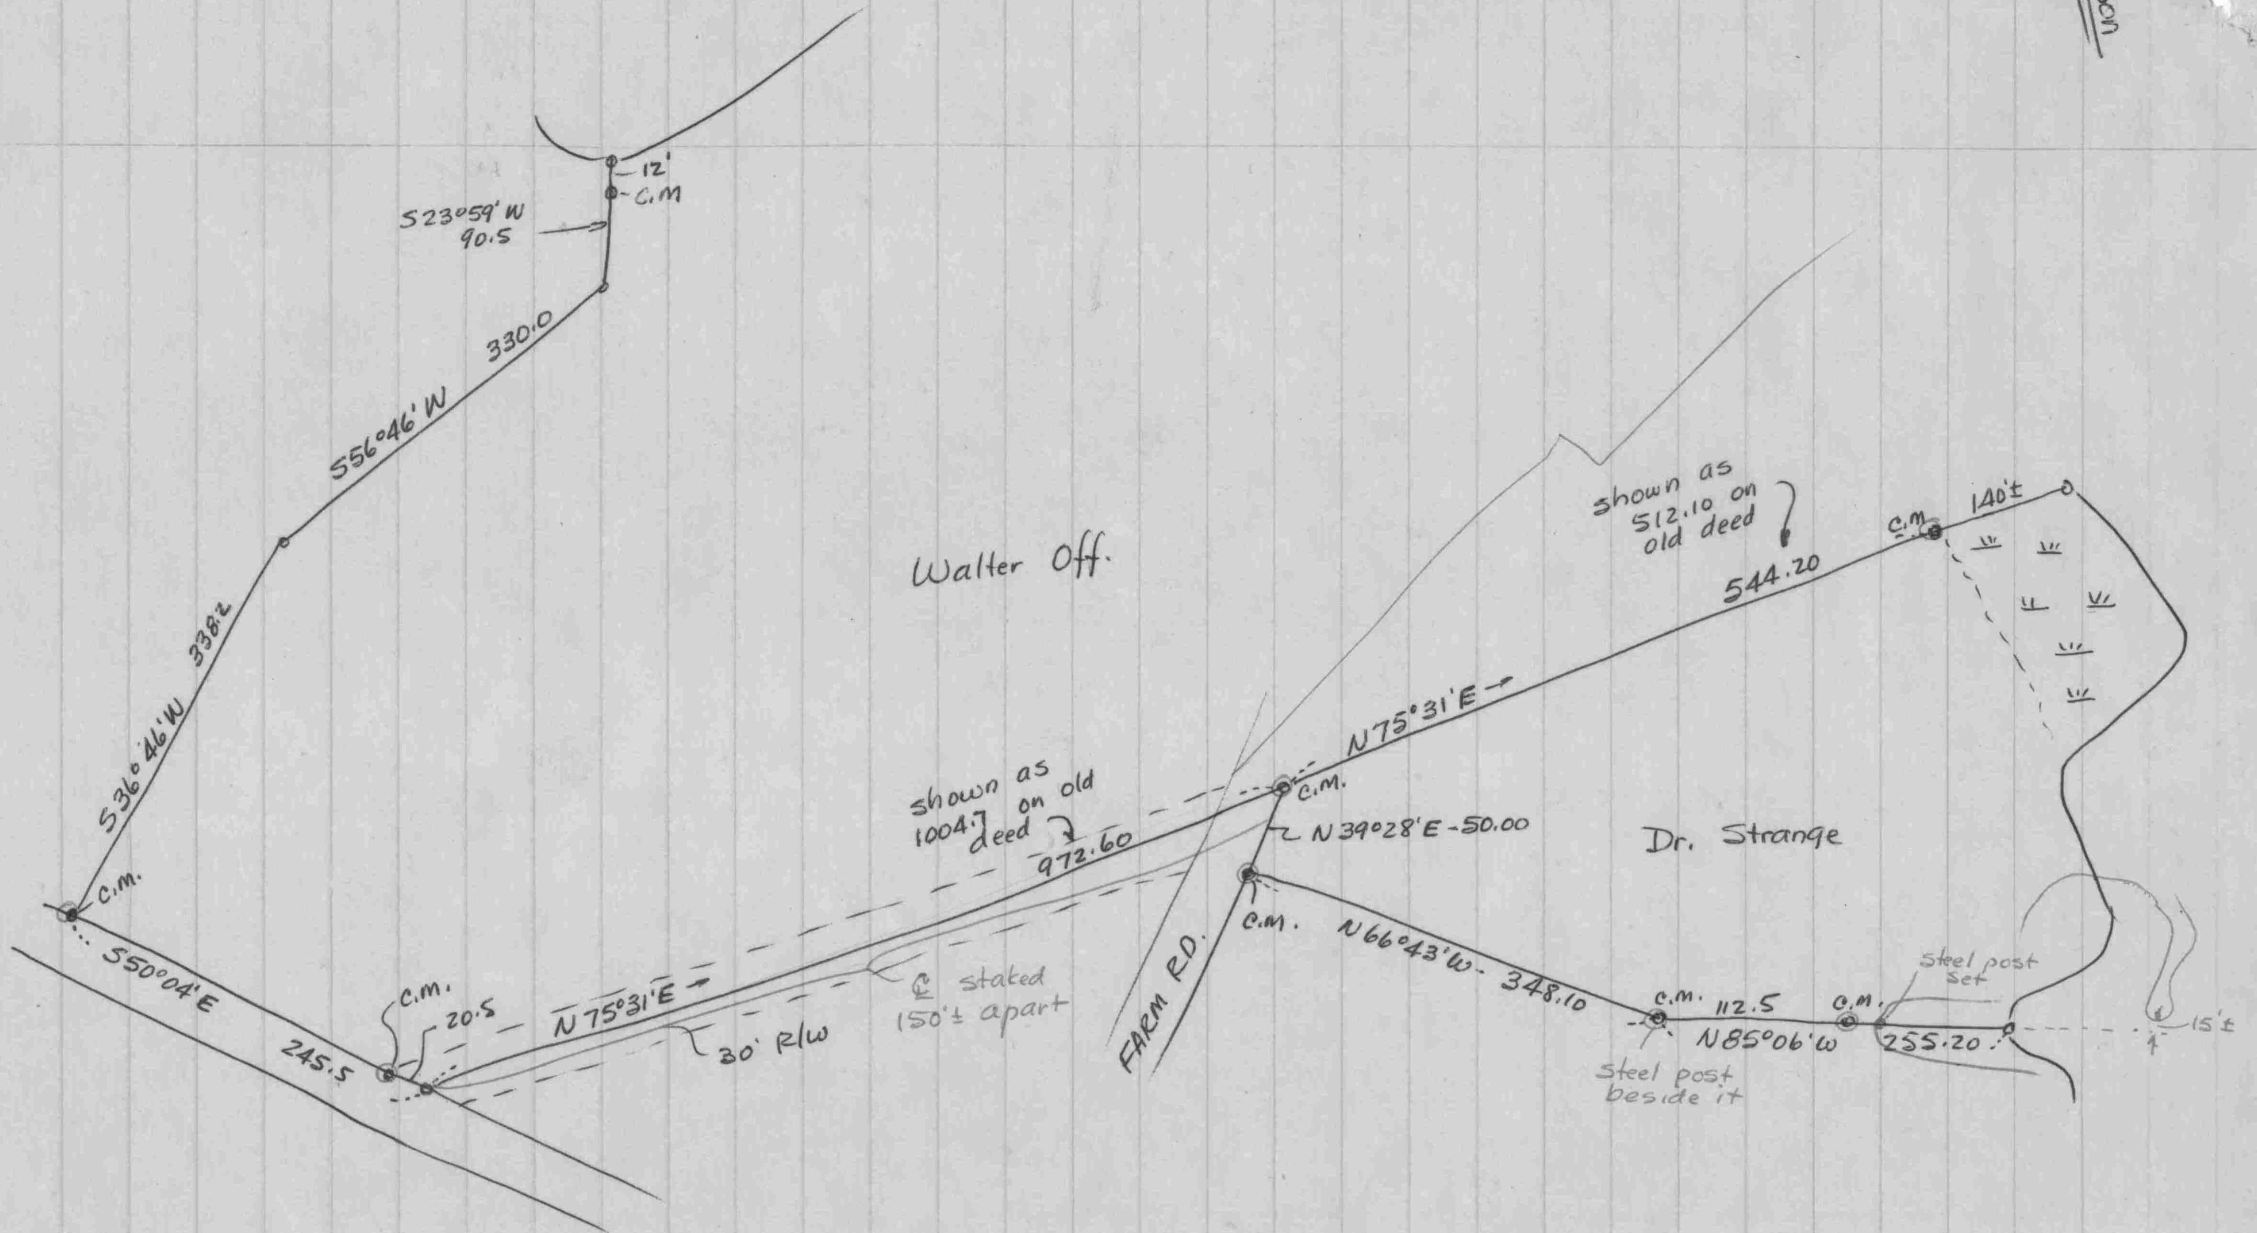 12'
C.M
S23°59'W
90.5
330.0
S56°46'W
338.2
S36°46'W
C.M.
S50°04'E
245.5
C.M.
20.5
N75°31'E →
30' R/W
℄ staked
150'± apart
Walter Off.
shown as
1004.7 on old
deed
972.60
FARM RD.
C.M.
N39°28'E-50.00
C.M.
N75°31'E →
shown as
512.10 on
old deed
544.20
C.M.
140'±
Dr. Strange
N66°43'W- 348.10
C.M.
112.5
C.M.
N85°06'W
255.20
Steel post
set
Steel post
beside it
15'±